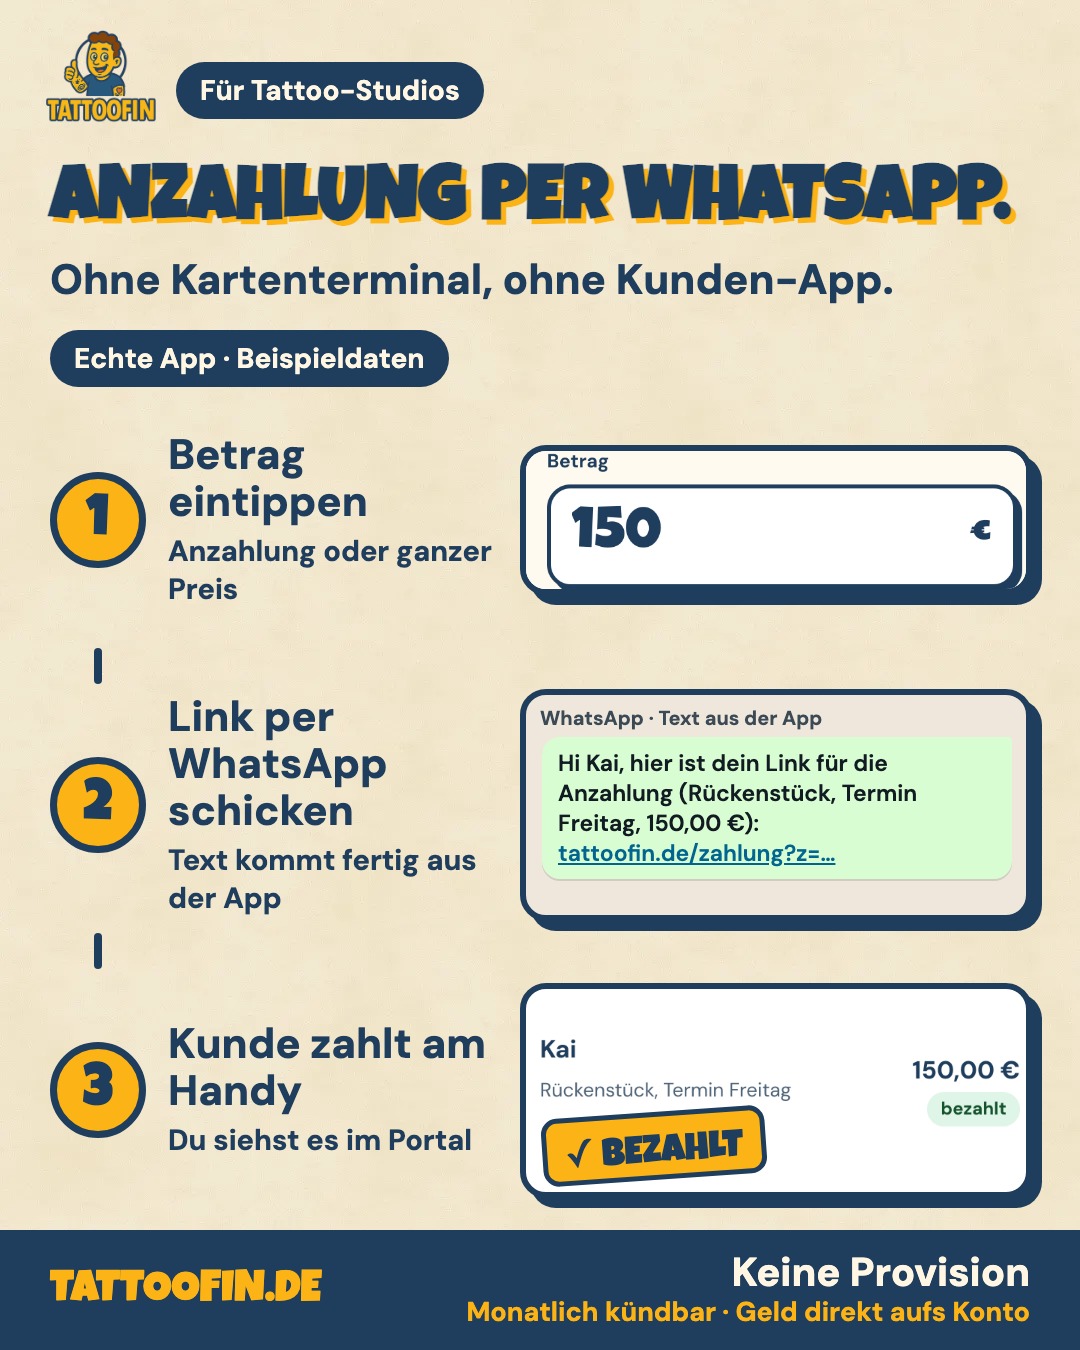 TATTOOFIN
Für Tattoo-Studios
ANZAHLUNG PER WHATSAPP.
Ohne Kartenterminal, ohne Kunden-App.
Echte App · Beispieldaten
1
Betrag
eintippen
Anzahlung oder ganzer
Preis
Betrag
150 €
2
Link per
WhatsApp
schicken
Text kommt fertig aus
der App
WhatsApp · Text aus der App
Hi Kai, hier ist dein Link für die
Anzahlung (Rückenstück, Termin
Freitag, 150,00 €):
tattoofin.de/zahlung?z=...
3
Kunde zahlt am
Handy
Du siehst es im Portal
Kai
150,00 €
Rückenstück, Termin Freitag
bezahlt
✓ BEZAHLT
TATTOOFIN.DE
Keine Provision
Monatlich kündbar · Geld direkt aufs Konto